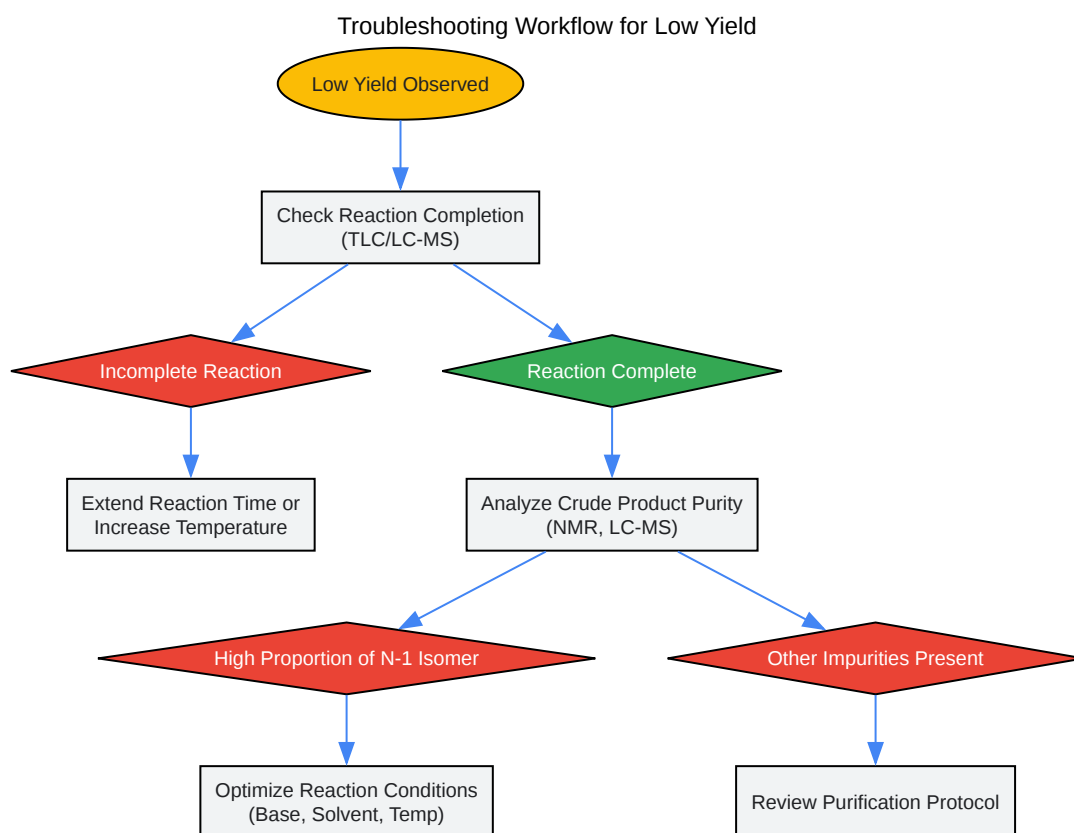 Troubleshooting Workflow for Low Yield
Low Yield Observed
Check Reaction Completion
(TLC/LC-MS)
Incomplete Reaction
Reaction Complete
Extend Reaction Time or
Increase Temperature
Analyze Crude Product Purity
(NMR, LC-MS)
High Proportion of N-1 Isomer
Other Impurities Present
Optimize Reaction Conditions
(Base, Solvent, Temp)
Review Purification Protocol